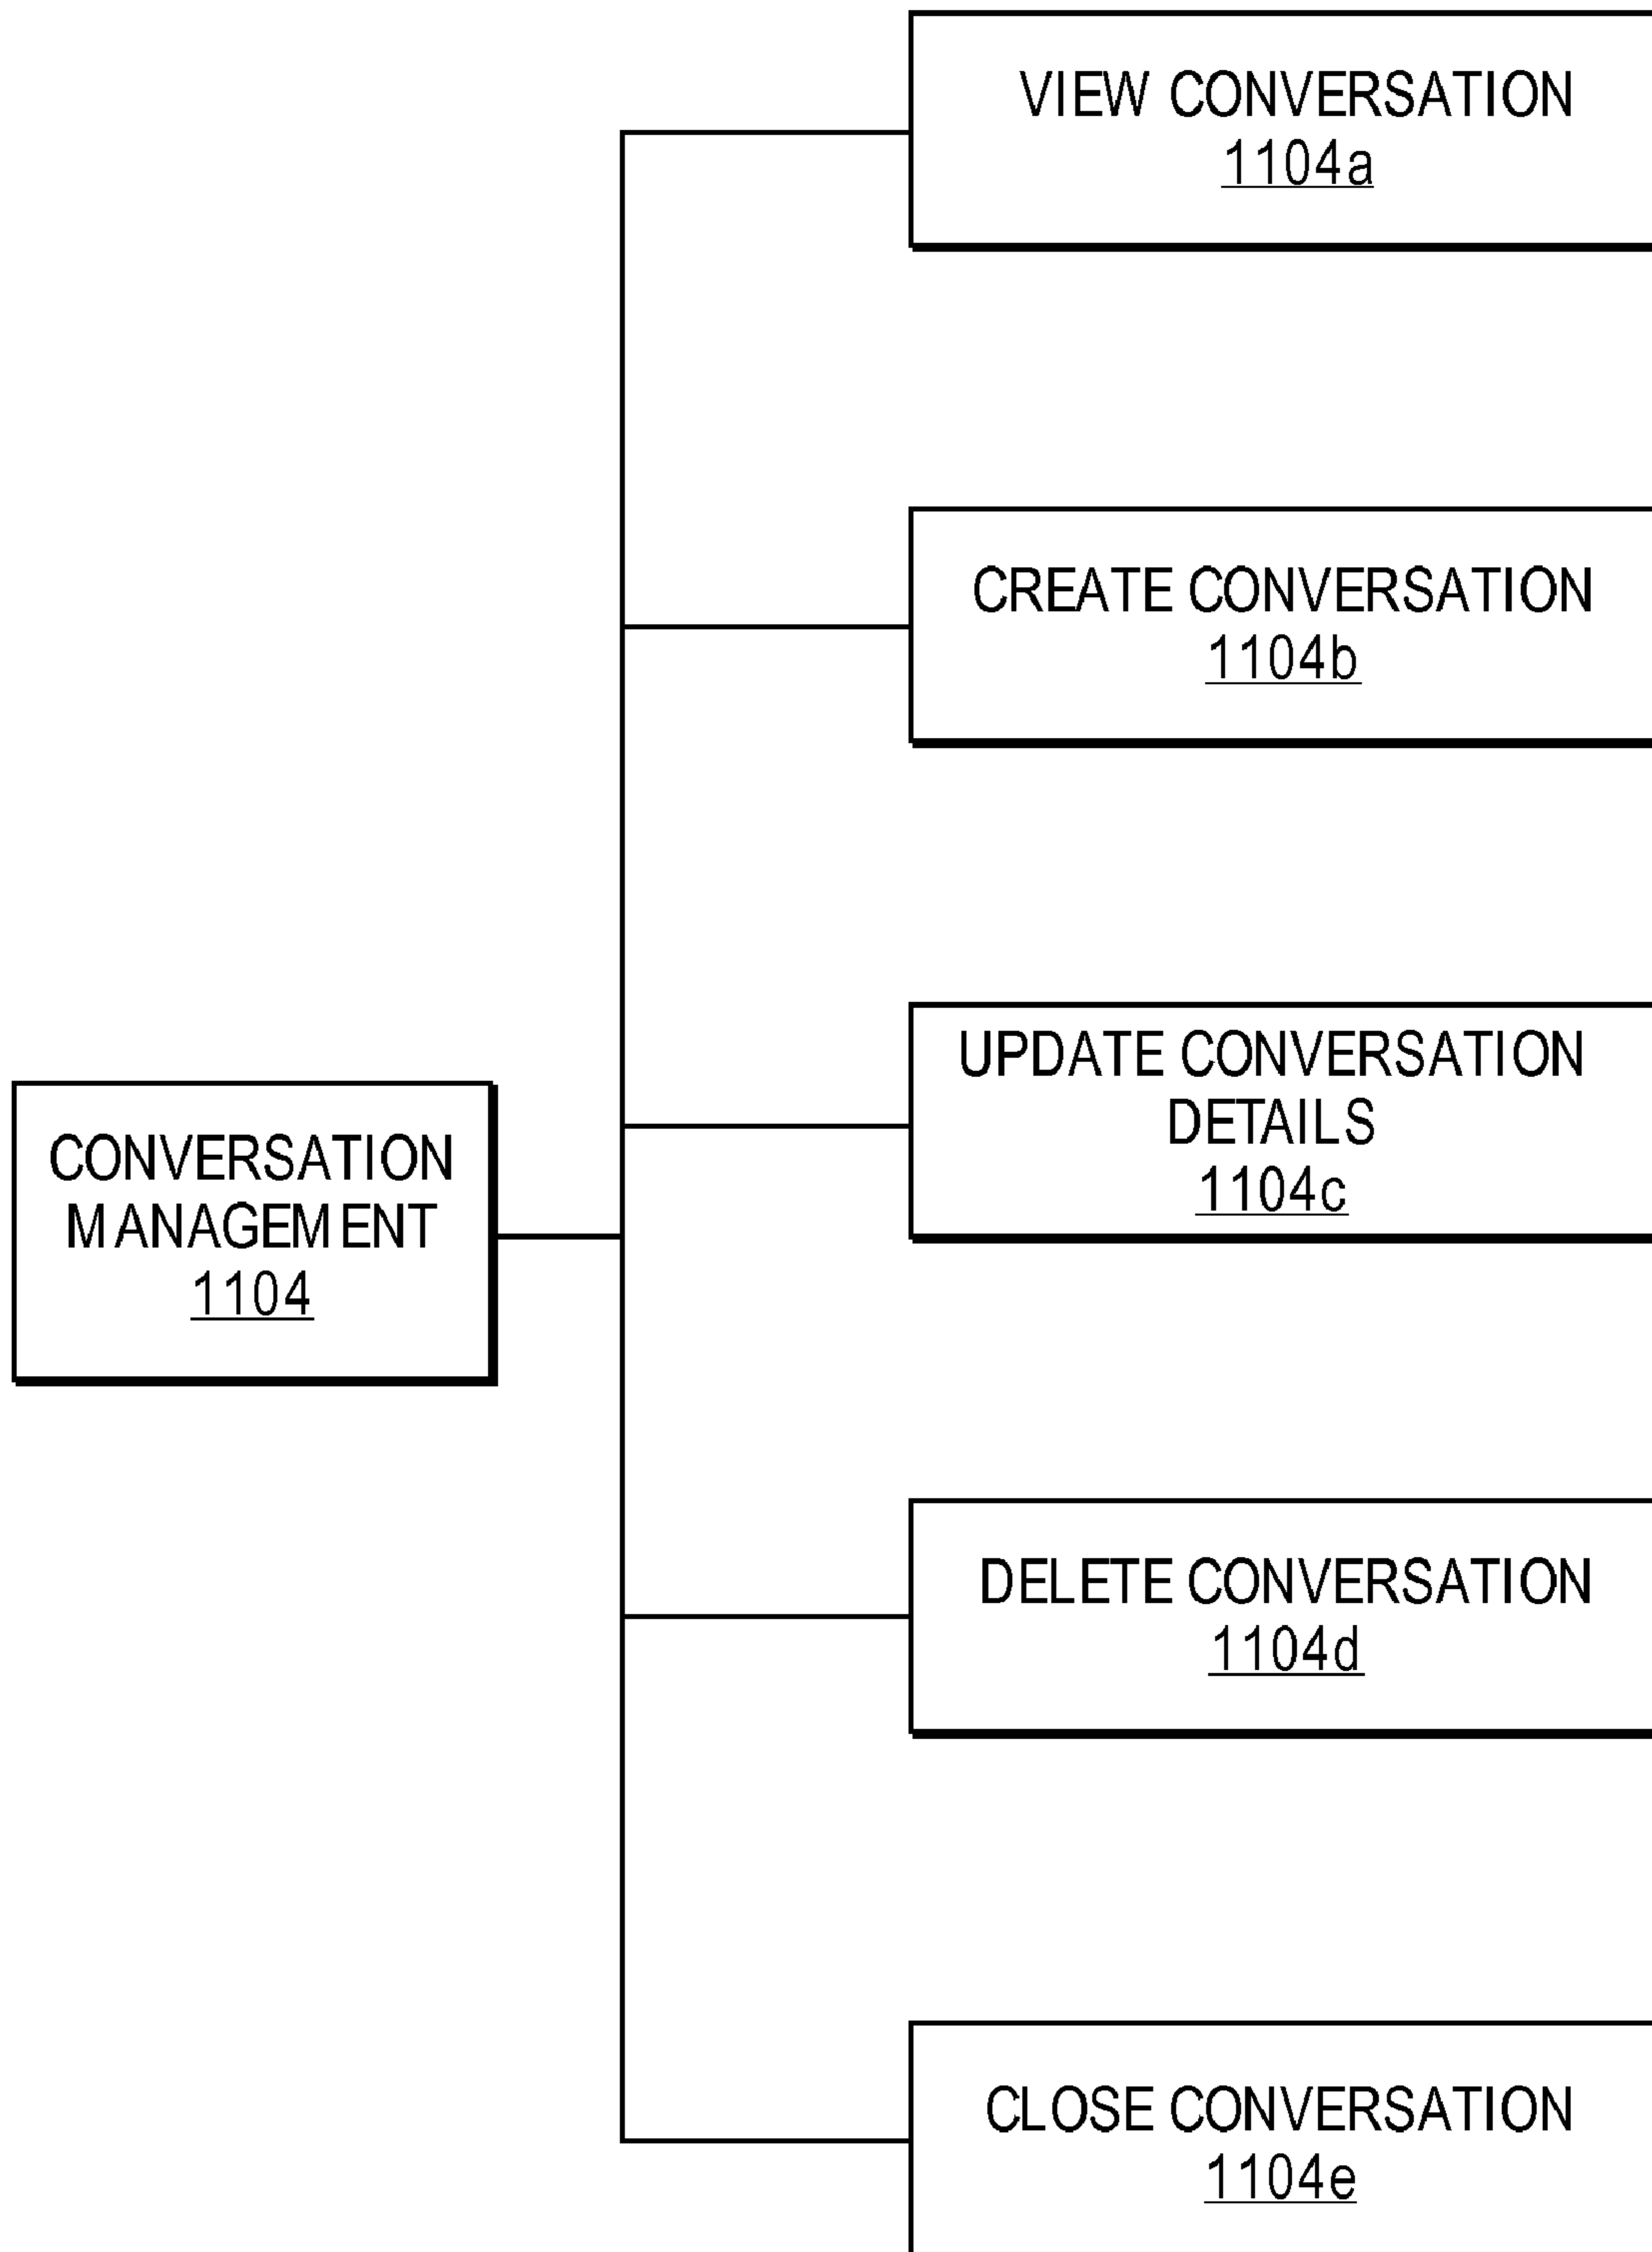 VIEW CONVERSATION
1104a
CREATE CONVERSATION
1104b
UPDATE CONVERSATION
DETAILS
1104c
CONVERSATION
MANAGEMENT
1104
DELETE CONVERSATION
1104d
CLOSE CONVERSATION
1104e